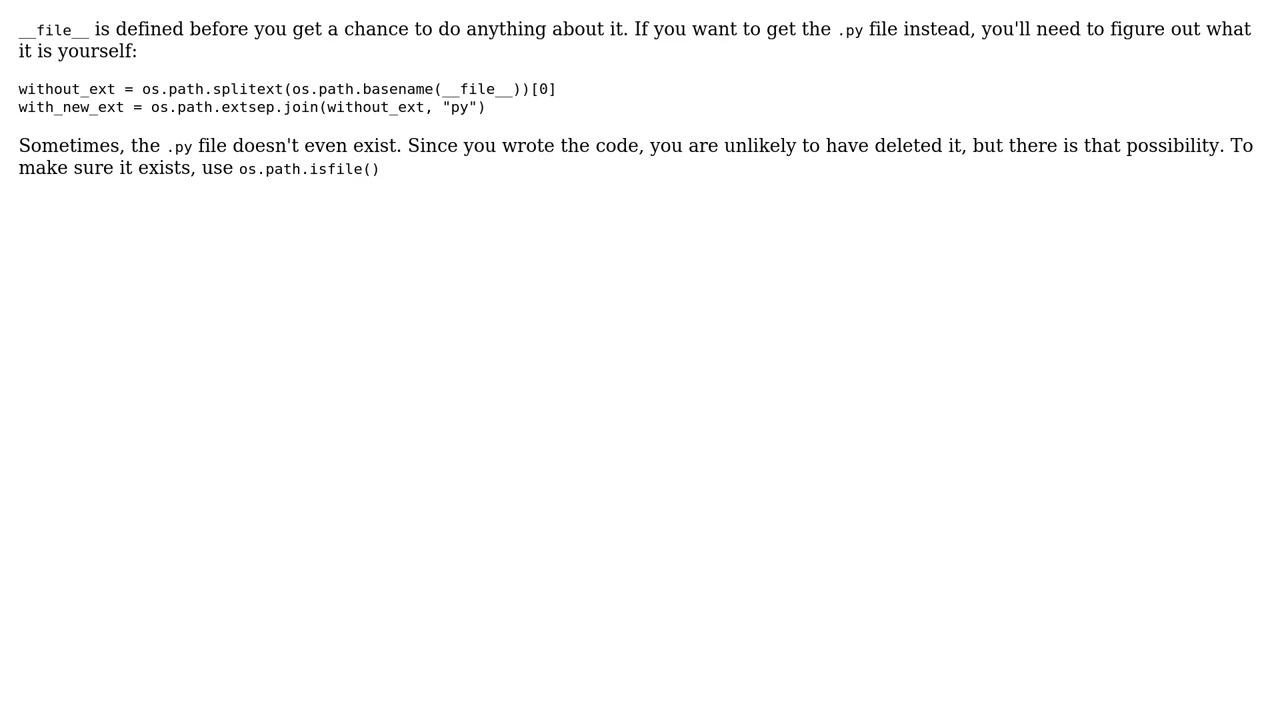 __file__ is defined before you get a chance to do anything about it. If you want to get the .py file instead, you'll need to figure out what
it is yourself:
without_ext = os.path.splitext(os.path.basename(__file__))[0]
with_new_ext = os.path.extsep.join(without_ext, "py")
Sometimes, the .py file doesn't even exist. Since you wrote the code, you are unlikely to have deleted it, but there is that possibility. To
make sure it exists, use os.path.isfile()